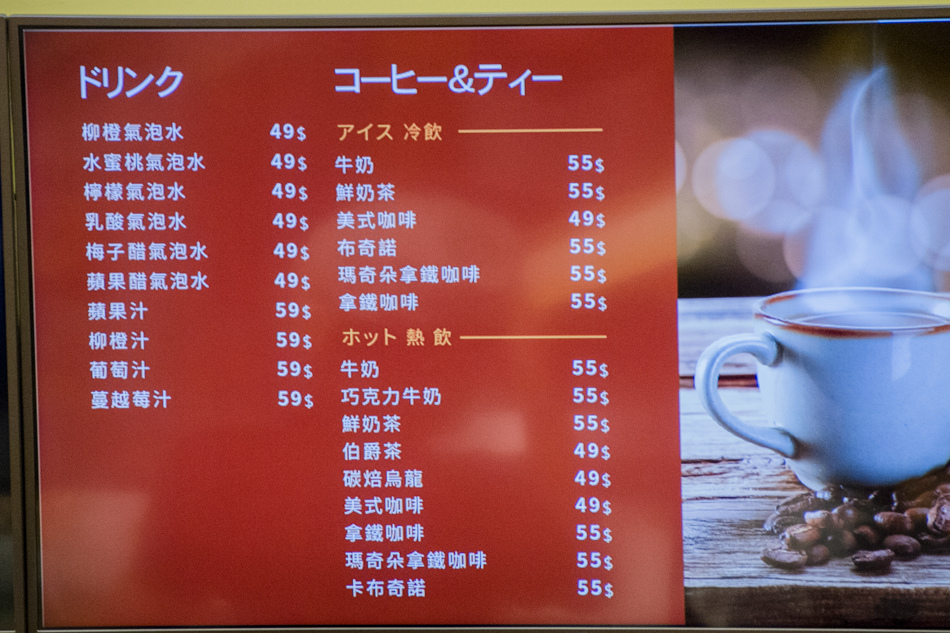 ドリンク
柳橙氣泡水 49$
水蜜桃氣泡水 49$
檸檬氣泡水 49$
乳酸氣泡水 49$
梅子醋氣泡水 49$
蘋果醋氣泡水 49$
蘋果汁 59$
柳橙汁 59$
葡萄汁 59$
蔓越莓汁 59$
コーヒー&ティー
アイス 冷飲
牛奶 55$
鮮奶茶 55$
美式咖啡 49$
布奇諾 55$
瑪奇朵拿鐵咖啡 55$
拿鐵咖啡 55$
ホット 熱 飲
牛奶 55$
巧克力牛奶 55$
鮮奶茶 55$
伯爵茶 49$
碳焙烏龍 49$
美式咖啡 49$
拿鐵咖啡 55$
瑪奇朵拿鐵咖啡 55$
卡布奇諾 55$